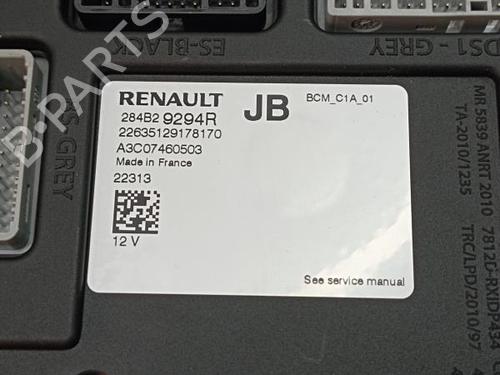 ES-BLACK
DS1 - GREY
GREY
RENAULT JB BCM_C1A_01
284B2 9294R
22635129178170
A3C07460503
Made in France
22313
12 V
See service manual
MR 5839 ANRT 2010
TA-2010/1235
TRC/LPD/2010/97
B-Parts